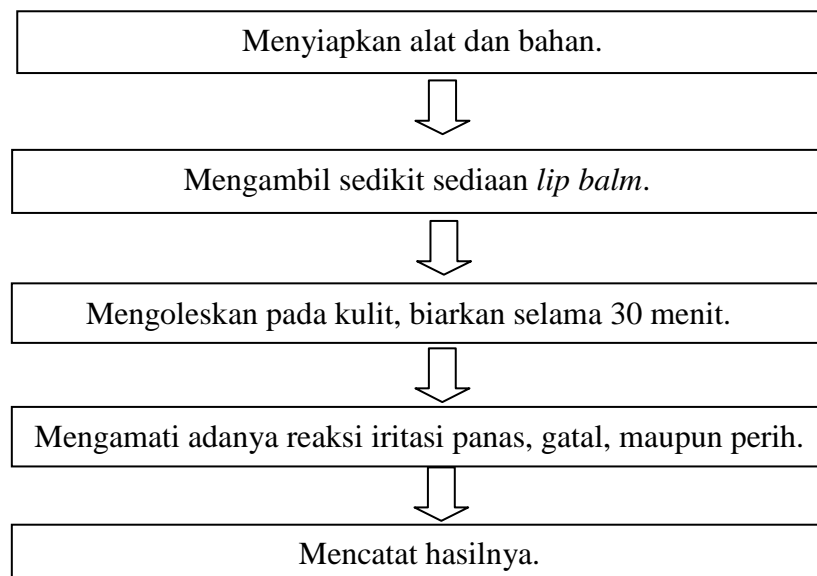 Menyiapkan alat dan bahan.
Mengambil sedikit sediaan lip balm.
Mengoleskan pada kulit, biarkan selama 30 menit.
Mengamati adanya reaksi iritasi panas, gatal, maupun perih.
Mencatat hasilnya.